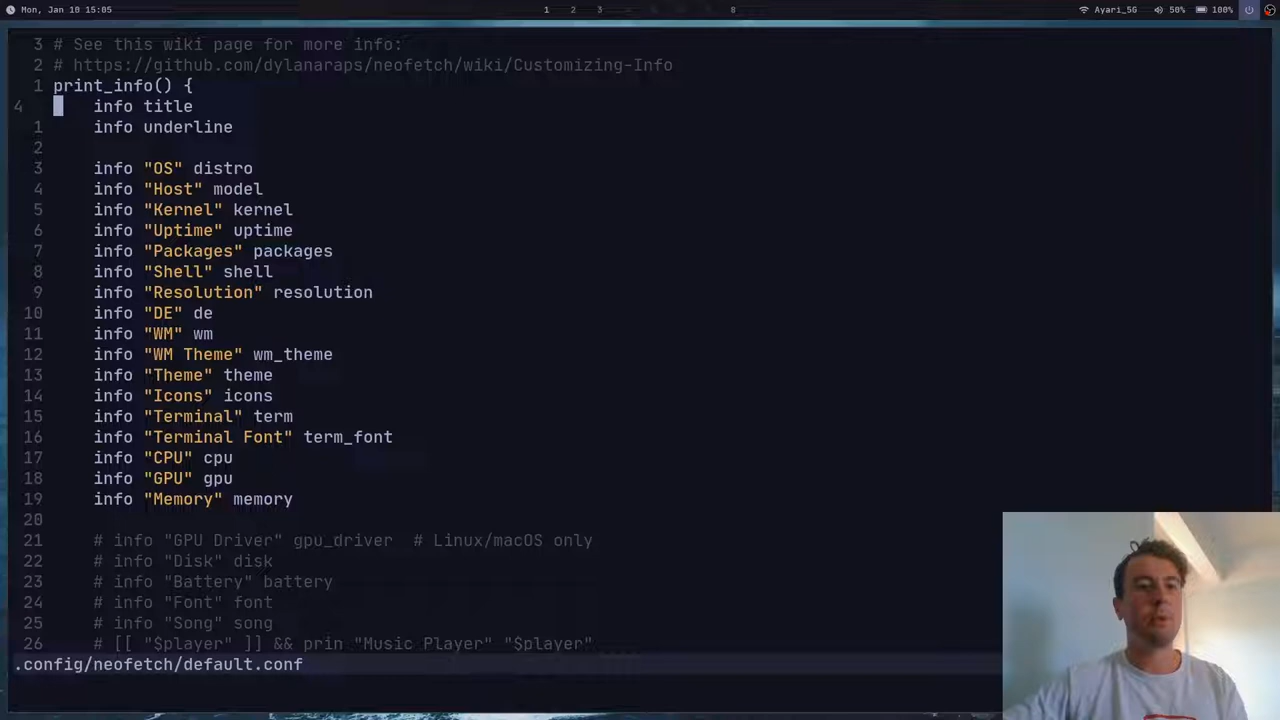 Mon, Jan 10 15:05
1 2 3 8
Ayari_5G 50% 100%
3 # See this wiki page for more info:
2 # https://github.com/dylanaraps/neofetch/wiki/Customizing-Info
1 print_info() {
4 info title
1 info underline
2
3 info "OS" distro
4 info "Host" model
5 info "Kernel" kernel
6 info "Uptime" uptime
7 info "Packages" packages
8 info "Shell" shell
9 info "Resolution" resolution
10 info "DE" de
11 info "WM" wm
12 info "WM Theme" wm_theme
13 info "Theme" theme
14 info "Icons" icons
15 info "Terminal" term
16 info "Terminal Font" term_font
17 info "CPU" cpu
18 info "GPU" gpu
19 info "Memory" memory
20
21 # info "GPU Driver" gpu_driver # Linux/macOS only
22 # info "Disk" disk
23 # info "Battery" battery
24 # info "Font" font
25 # info "Song" song
26 # [[ "$player" ]] && prin "Music Player" "$player"
.config/neofetch/default.conf